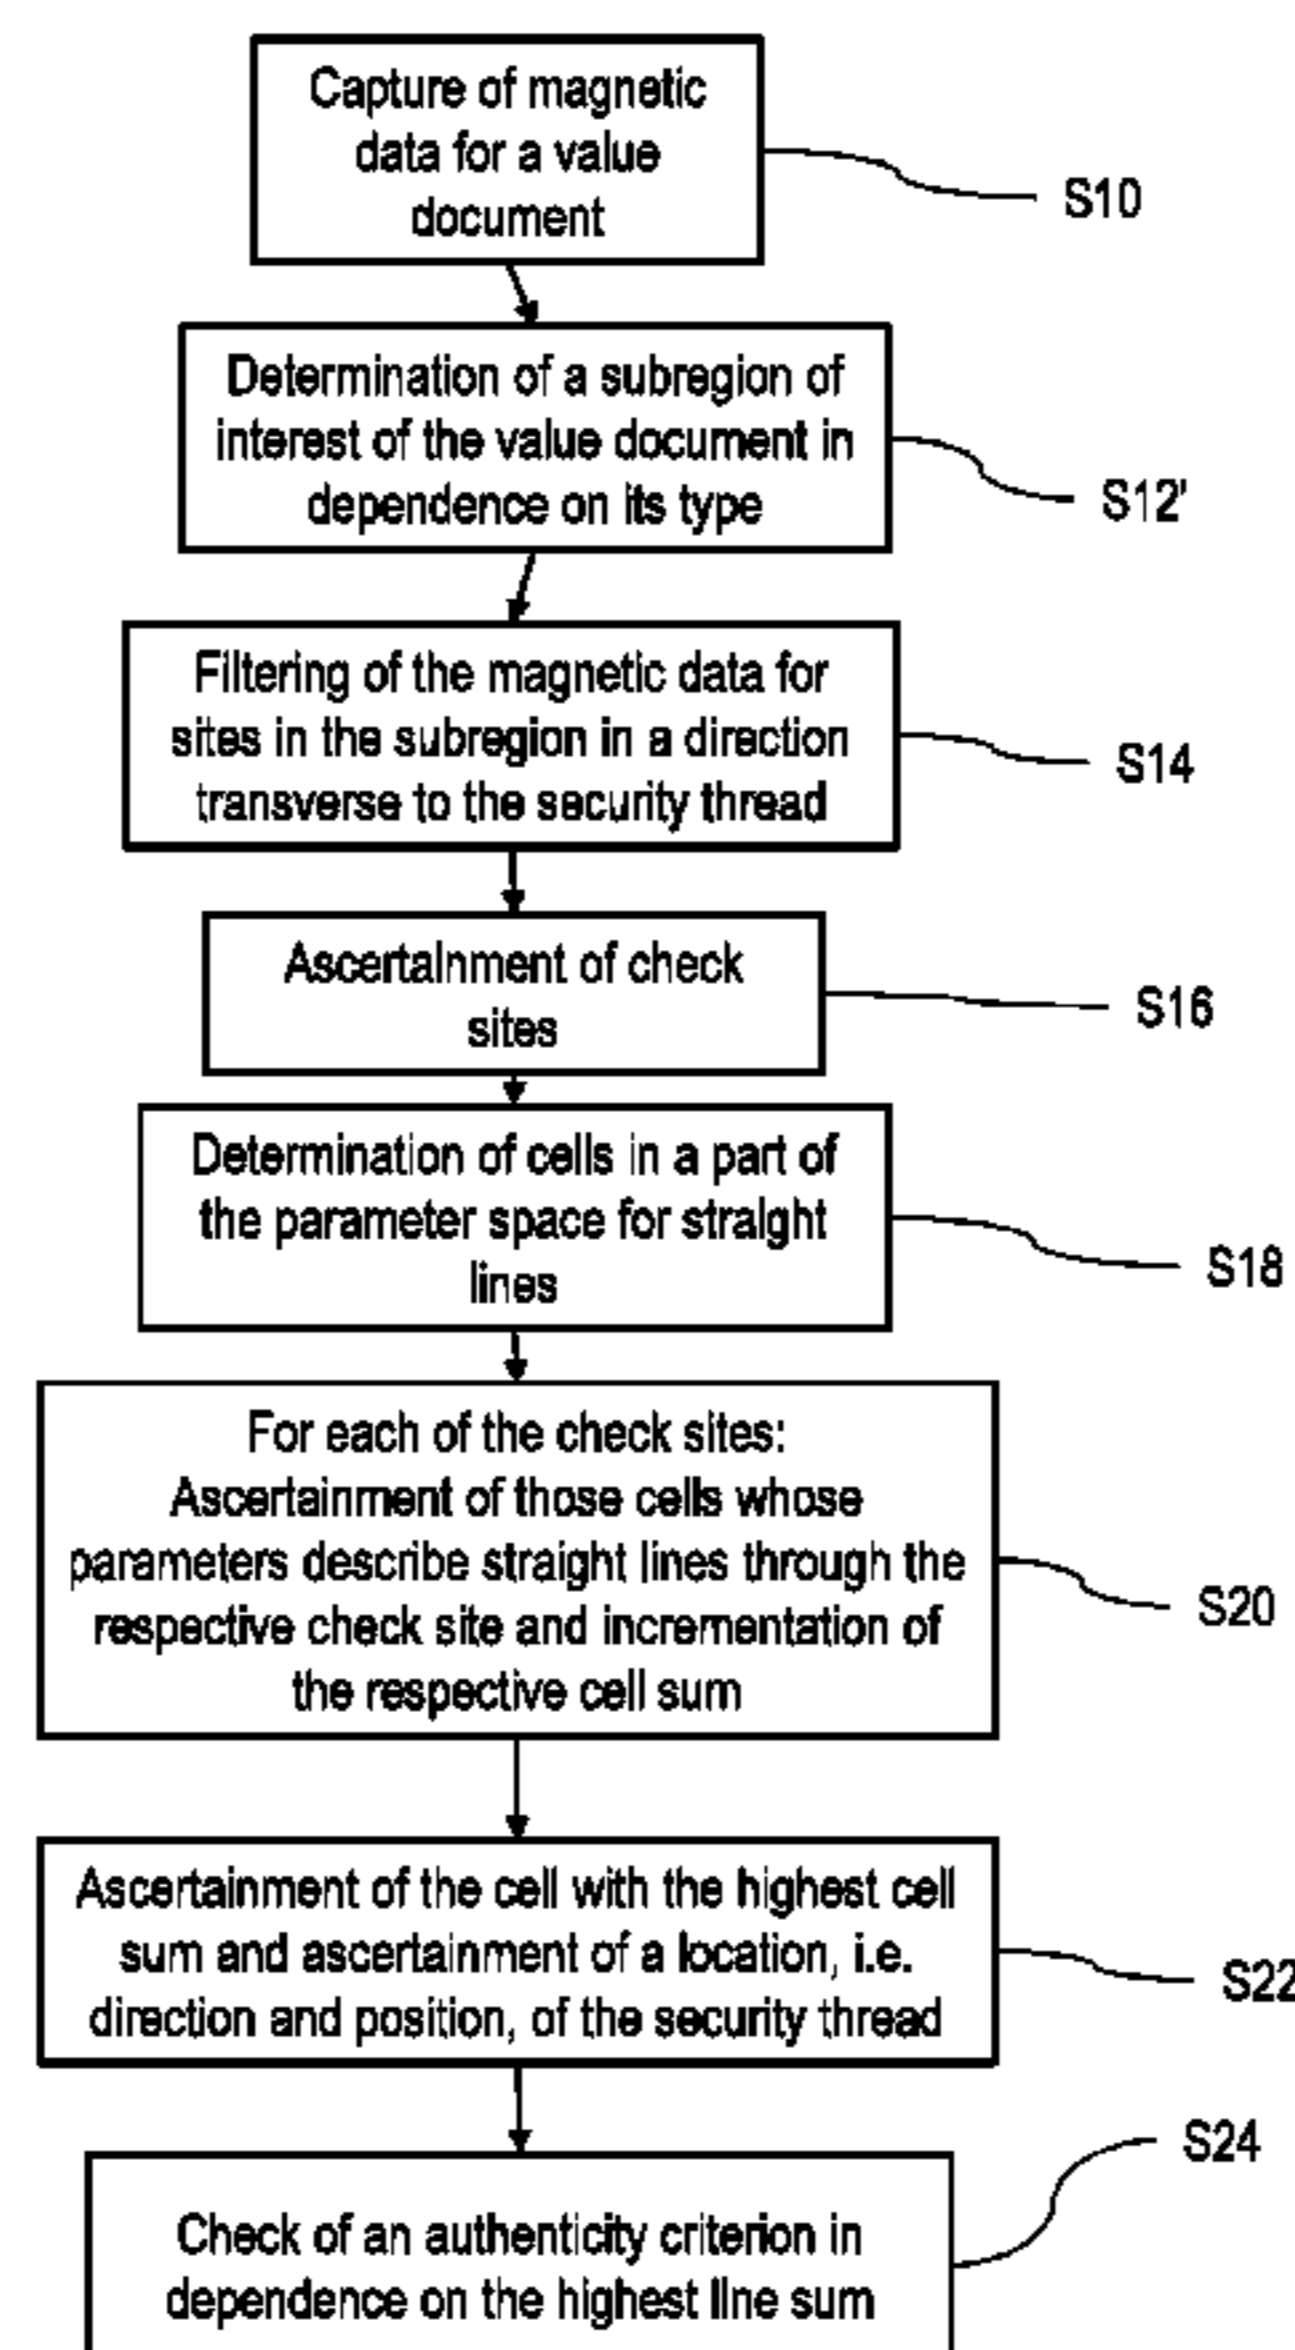 Capture of magnetic
data for a value
document
S10
Determination of a subregion of
interest of the value document in
dependence on its type
S12'
Filtering of the magnetic data for
sites in the subregion in a direction
transverse to the security thread
S14
Ascertainment of check
sites
S16
Determination of cells in a part of
the parameter space for straight
lines
S18
For each of the check sites:
Ascertainment of those cells whose
parameters describe straight lines through the
respective check site and incrementation of
the respective cell sum
S20
Ascertainment of the cell with the highest cell
sum and ascertainment of a location, i.e.
direction and position, of the security thread
S22
S24
Check of an authenticity criterion in
dependence on the highest line sum